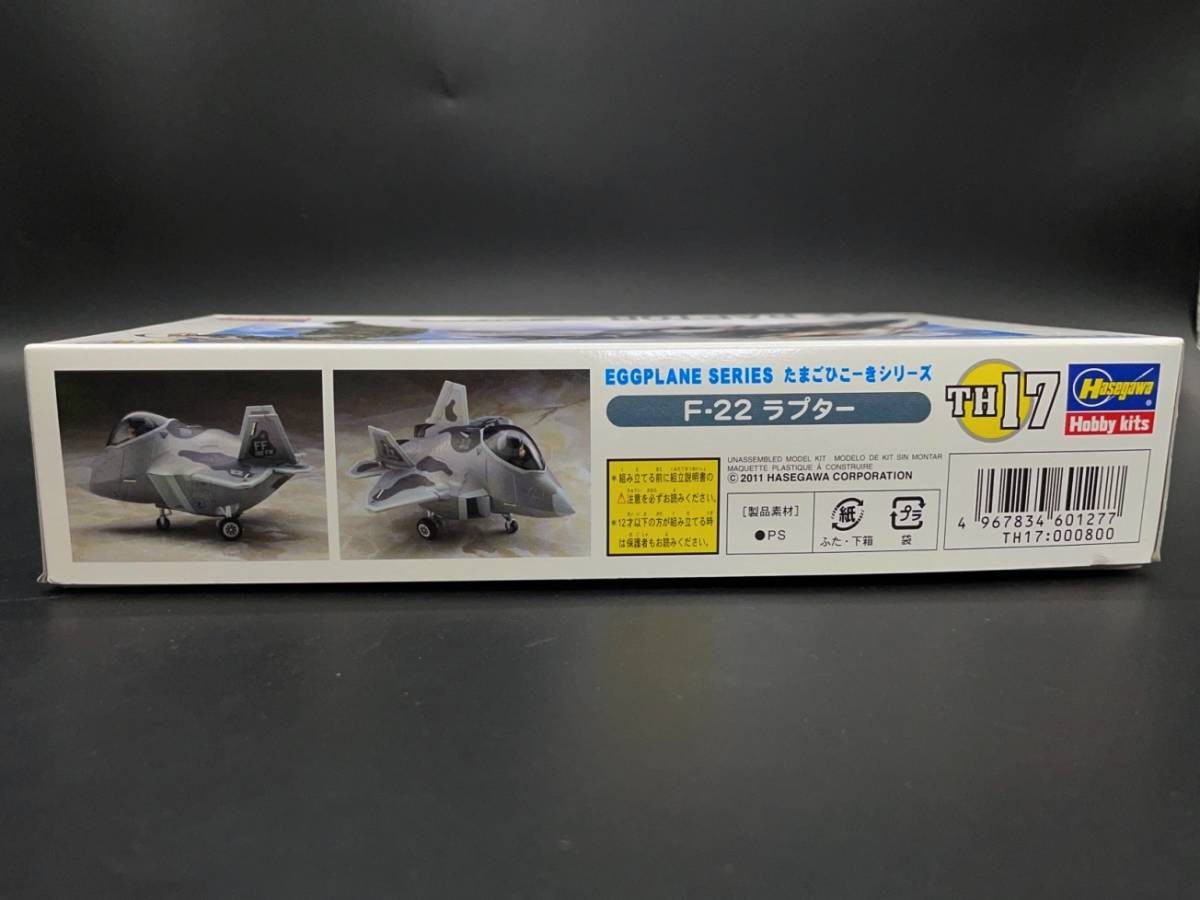 EGGPLANE SERIES たまごひこーきシリーズ
F-22 ラプター
TH17
Hasegawa
Hobby kits
UNASSEMBLED MODEL KIT MODELO DE KIT SIN MONTAR
MAQUETTE PLASTIQUE À CONSTRUIRE
© 2011 HASEGAWA CORPORATION
＊組み立てる前に組立説明書の
⚠注意を必ずお読みください。
＊12才以下の方が組み立てる時
は保護者もお読みください。
[製品素材]
●PS
紙
ふた・下箱
プラ
袋
4 967834 601277
TH17:000800
FF